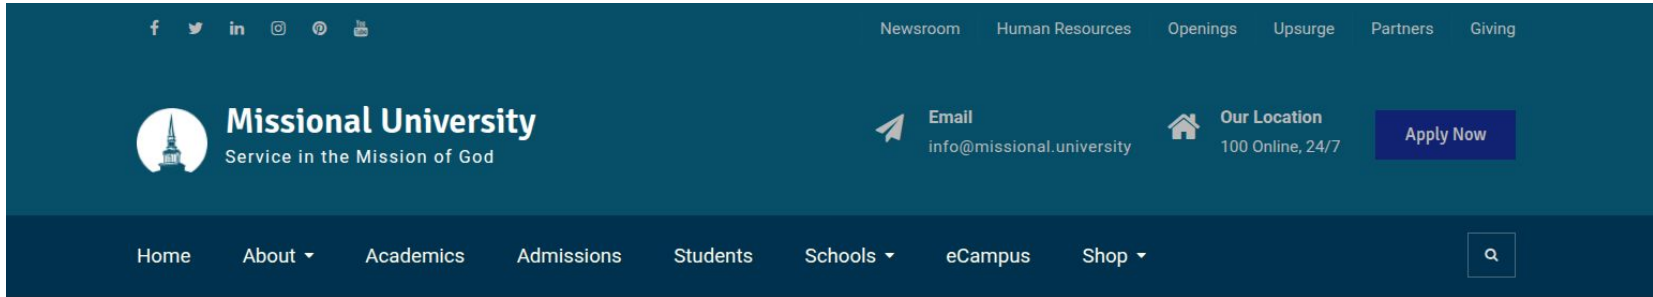 Newsroom Human Resources Openings Upsurge Partners Giving
Missional University
Service in the Mission of God
Email
info@missional.university
Our Location
100 Online, 24/7
Apply Now
Home About Academics Admissions Students Schools eCampus Shop